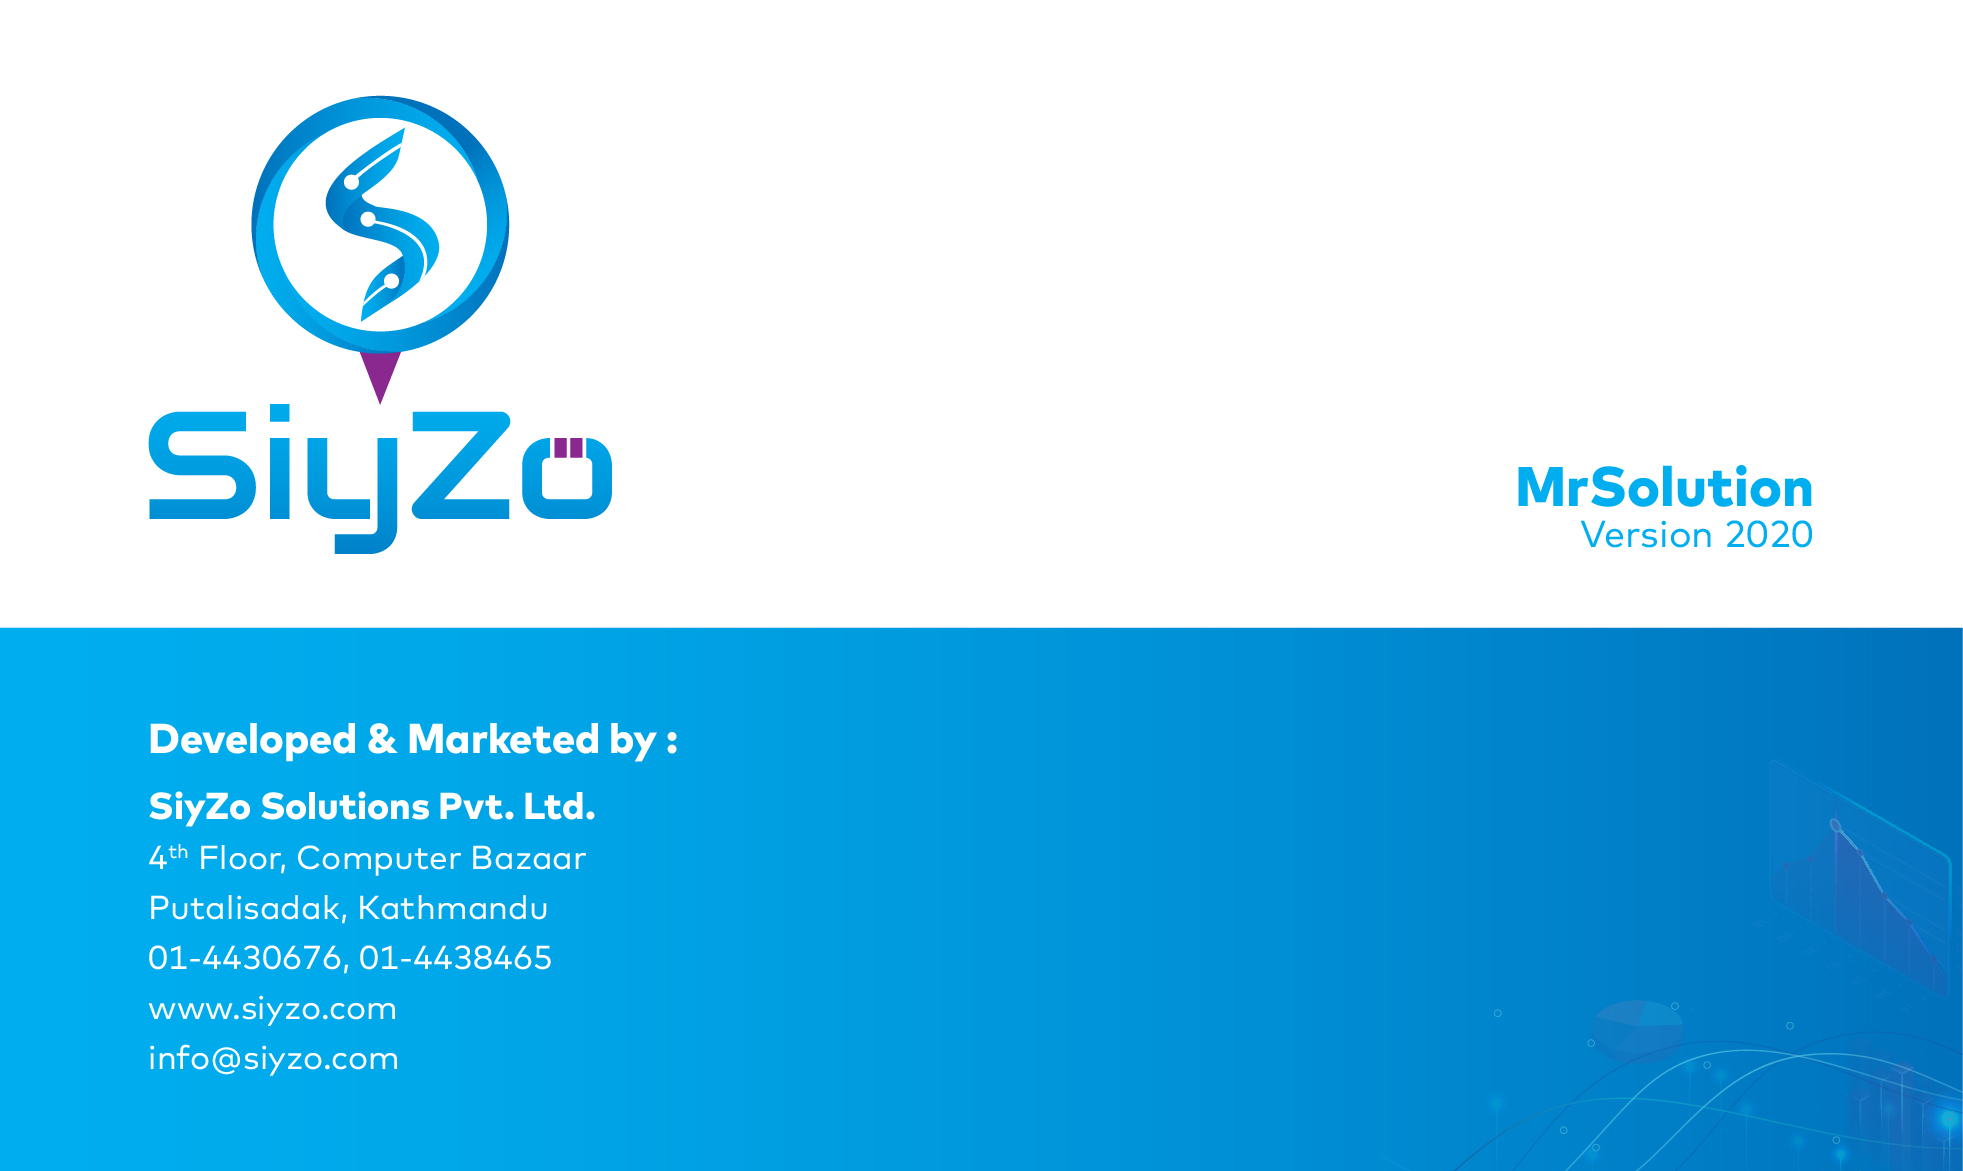 SiyZo
MrSolution
Version 2020
Developed & Marketed by :
SiyZo Solutions Pvt. Ltd.
4th Floor, Computer Bazaar
Putalisadak, Kathmandu
01-4430676, 01-4438465
www.siyzo.com
info@siyzo.com